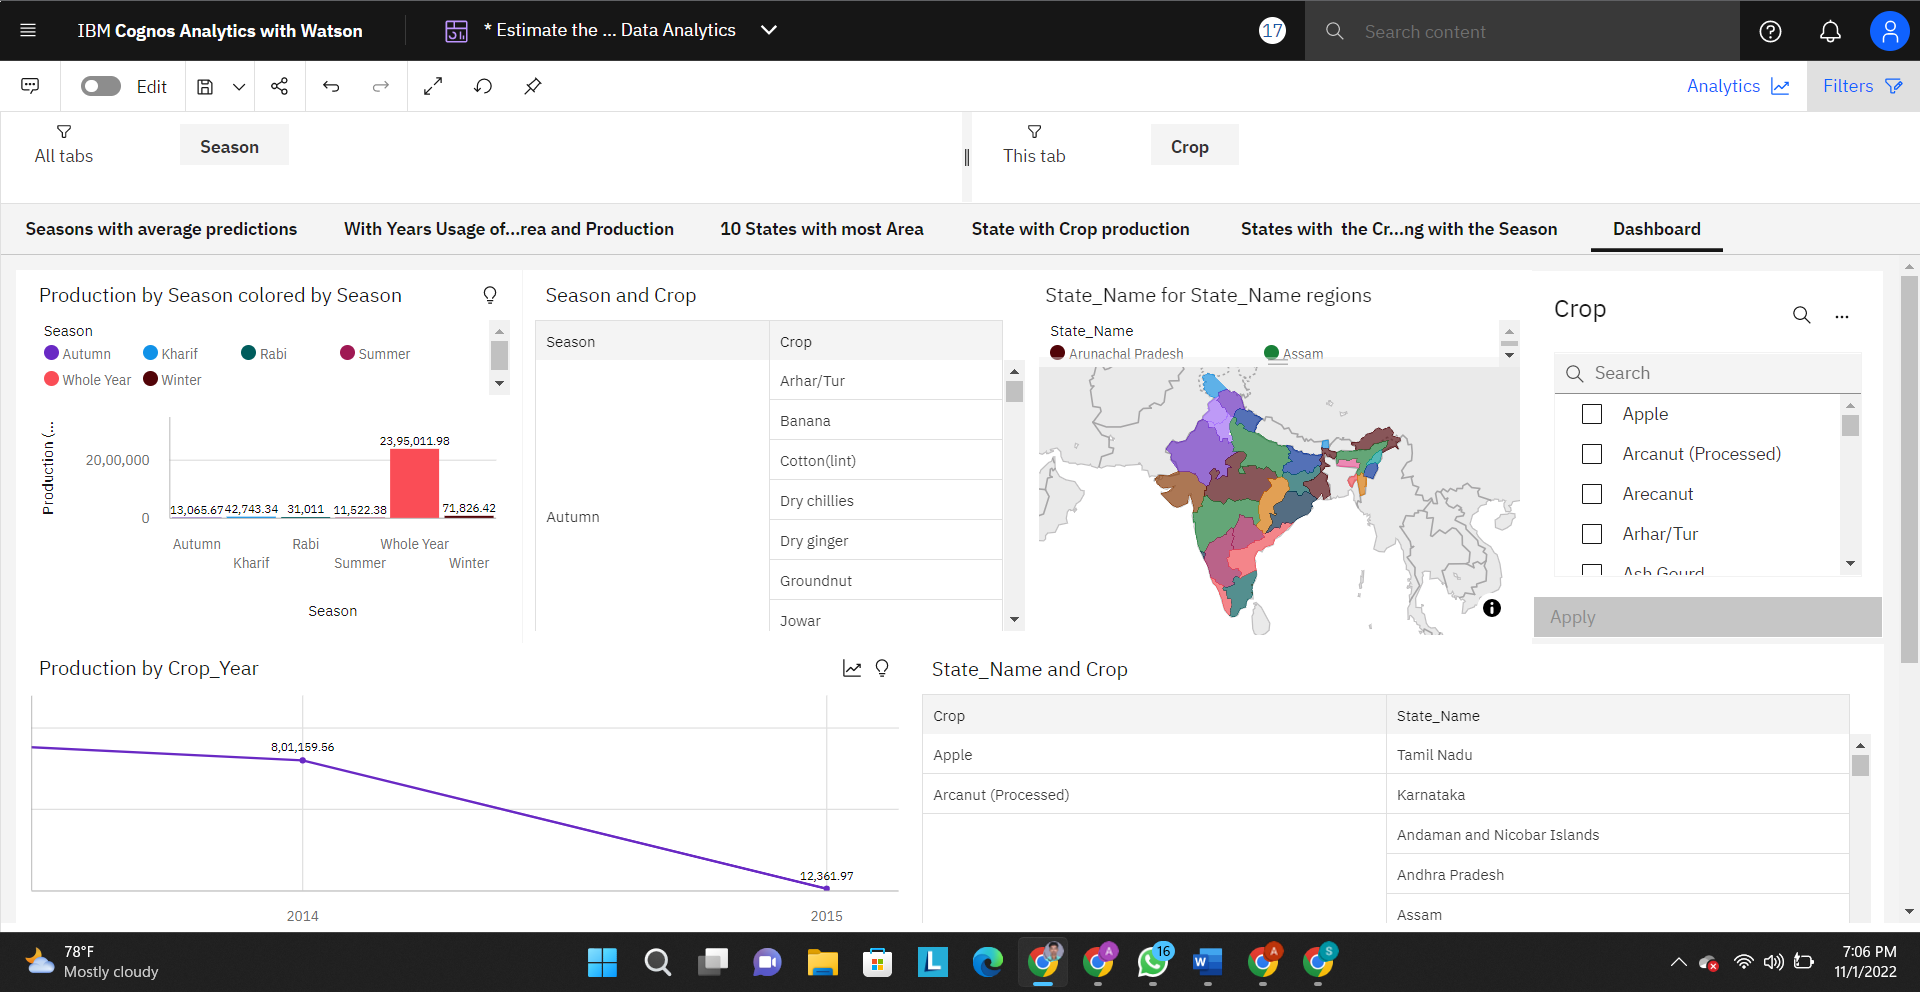 IBM Cognos Analytics with Watson
* Estimate the ... Data Analytics
17
Search content
Edit
Analytics
Filters
All tabs
Season
This tab
Crop
Seasons with average predictions
With Years Usage of...rea and Production
10 States with most Area
State with Crop production
States with  the Cr...ng with the Season
Dashboard
Production by Season colored by Season
Season
Autumn
Kharif
Rabi
Summer
Whole Year
Winter
Production (...
20,00,000
0
13,065.67
42,743.34
31,011
11,522.38
23,95,011.98
71,826.42
Autumn
Kharif
Rabi
Summer
Whole Year
Winter
Season
Season and Crop
Season
Crop
Autumn
Arhar/Tur
Banana
Cotton(lint)
Dry chillies
Dry ginger
Groundnut
Jowar
State_Name for State_Name regions
State_Name
Arunachal Pradesh
Assam
Crop
...
Search
Apple
Arcanut (Processed)
Arecanut
Arhar/Tur
Ash Gourd
Apply
Production by Crop_Year
8,01,159.56
12,361.97
2014
2015
State_Name and Crop
Crop
State_Name
Apple
Tamil Nadu
Arcanut (Processed)
Karnataka
Andaman and Nicobar Islands
Andhra Pradesh
Assam
78°F
Mostly cloudy
L
A
16
W
A
S
7:06 PM
11/1/2022